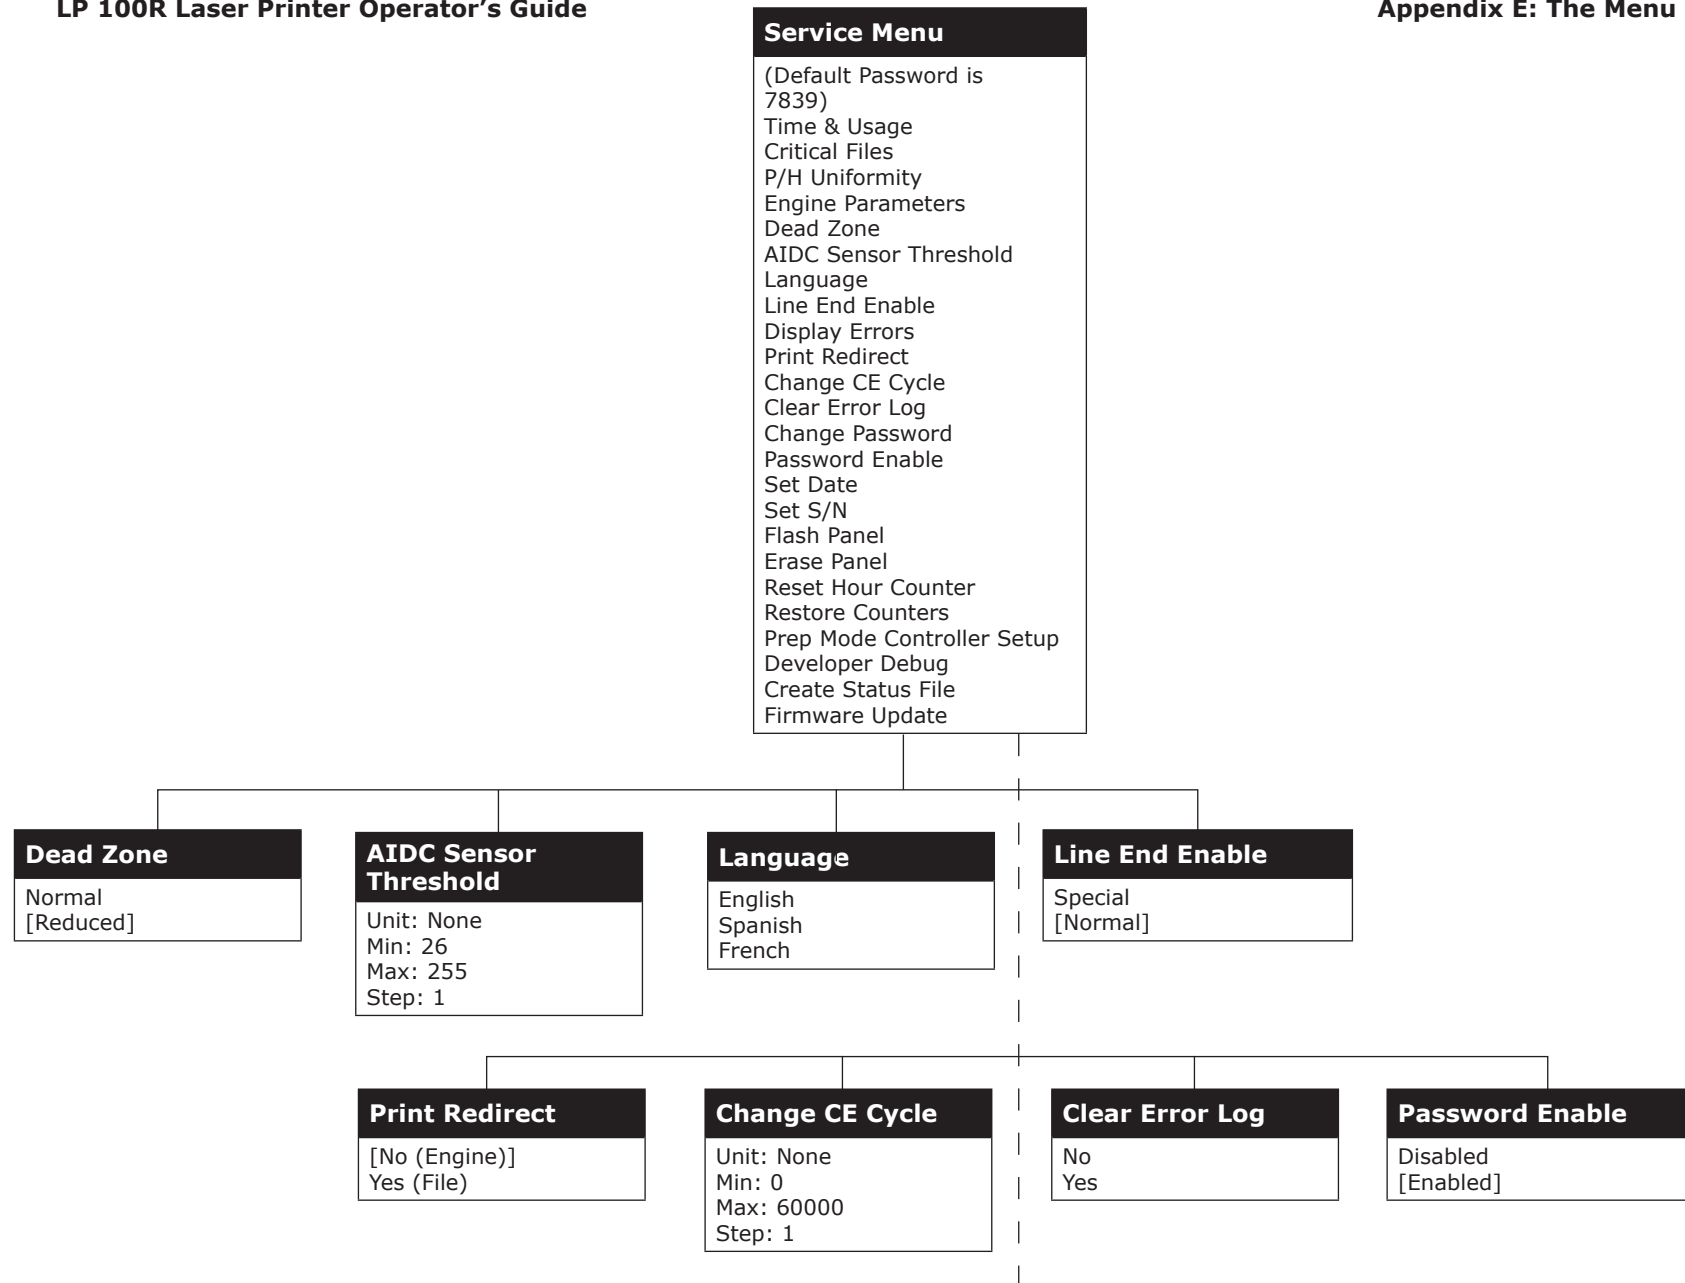 LP 100R Laser Printer Operator's Guide
Appendix E: The Menu
Service Menu
(Default Password is
7839)
Time & Usage
Critical Files
P/H Uniformity
Engine Parameters
Dead Zone
AIDC Sensor Threshold
Language
Line End Enable
Display Errors
Print Redirect
Change CE Cycle
Clear Error Log
Change Password
Password Enable
Set Date
Set S/N
Flash Panel
Erase Panel
Reset Hour Counter
Restore Counters
Prep Mode Controller Setup
Developer Debug
Create Status File
Firmware Update
Dead Zone
Normal
[Reduced]
AIDC Sensor
Threshold
Unit: None
Min: 26
Max: 255
Step: 1
Language
English
Spanish
French
Line End Enable
Special
[Normal]
Print Redirect
[No (Engine)]
Yes (File)
Change CE Cycle
Unit: None
Min: 0
Max: 60000
Step: 1
Clear Error Log
No
Yes
Password Enable
Disabled
[Enabled]